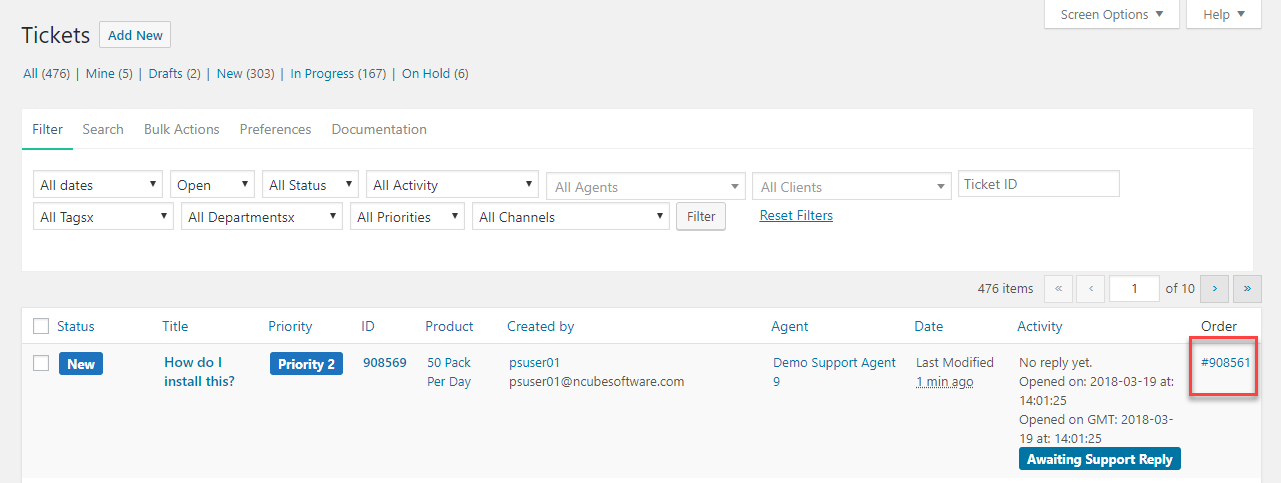 Screen Options ▼ Help ▼
Tickets Add New
All (476) | Mine (5) | Drafts (2) | New (303) | In Progress (167) | On Hold (6)
Filter Search Bulk Actions Preferences Documentation
All dates Open All Status All Activity All Agents All Clients Ticket ID
All Tagsx All Departmentsx All Priorities All Channels Filter Reset Filters
476 items « ‹ 1 of 10 › »
Status Title Priority ID Product Created by Agent Date Activity Order
New How do I Priority 2 908569 50 Pack psuser01 Demo Support Agent Last Modified No reply yet. #908561
install this? Per Day psuser01@ncubesoftware.com 9 1 min ago Opened on: 2018-03-19 at:
14:01:25
Opened on GMT: 2018-03-
19 at: 14:01:25
Awaiting Support Reply